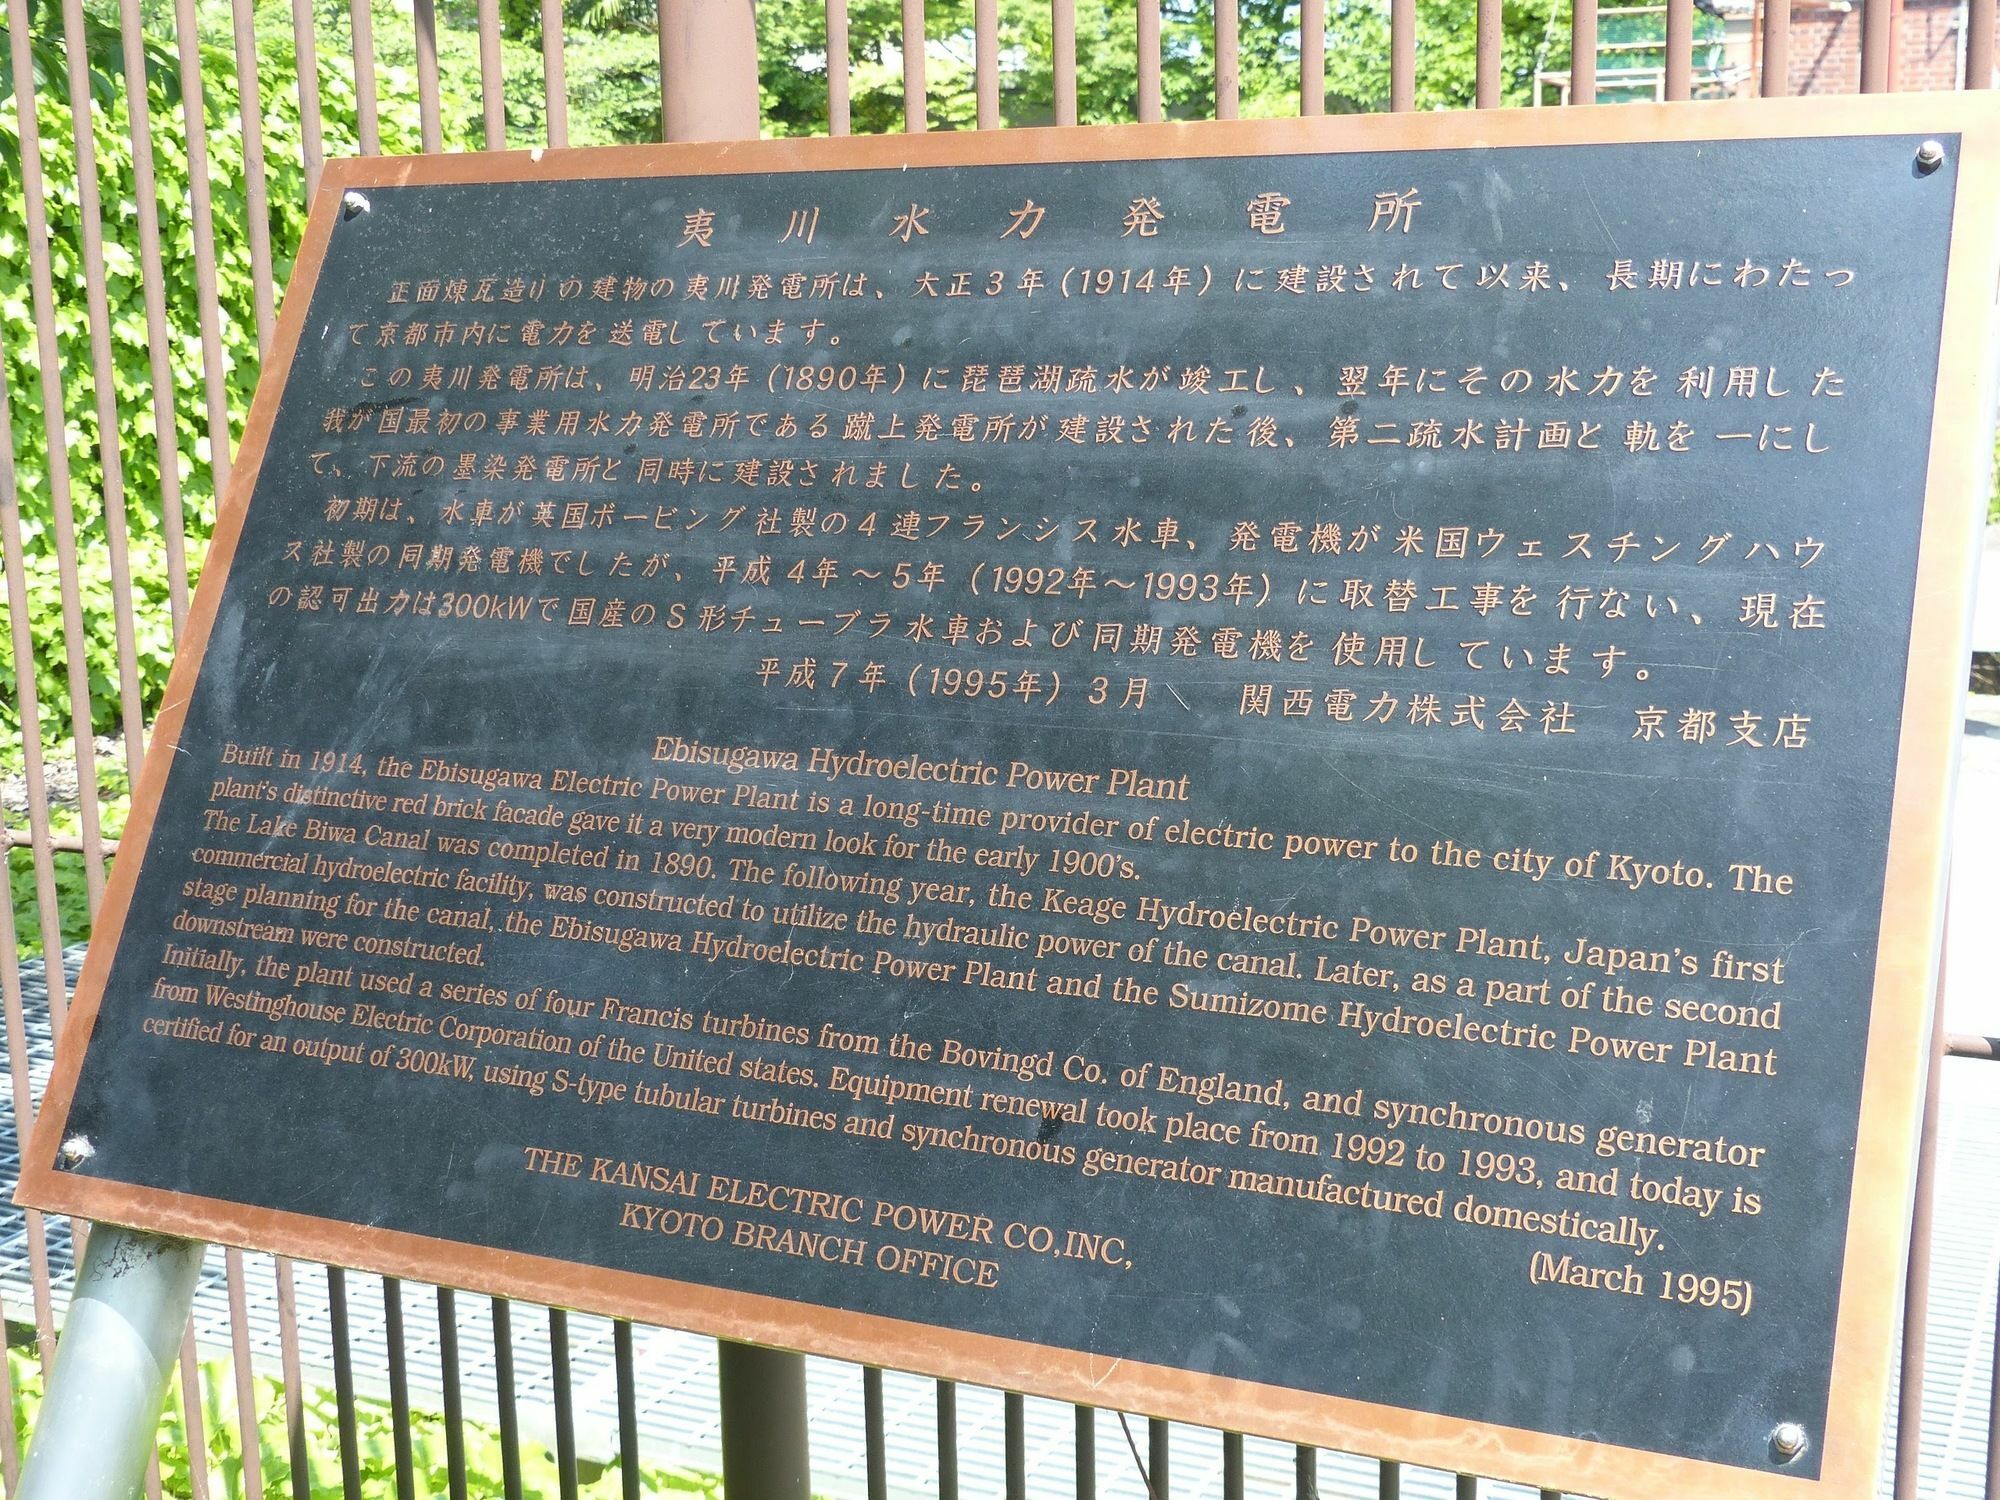 夷川水力発電所
正面煉瓦造りの建物の夷川発電所は、大正3年(1914年)に建設されて以来、長期にわたっ
て京都市内に電力を送電しています。
この夷川発電所は、明治23年(1890年)に琵琶湖疏水が竣工し、翌年にその水力を利用した
我が国最初の事業用水力発電所である蹴上発電所が建設された後、第二疏水計画と軌を一にし
て、下流の墨染発電所と同時に建設されました。
初期は、水車が英国ボービング社製の4連フランシス水車、発電機が米国ウェスチングハウ
ス社製の同期発電機でしたが、平成4年〜5年(1992年〜1993年)に取替工事を行ない、現在
の認可出力は300kWで国産のS形チューブラ水車および同期発電機を使用しています。
平成7年(1995年)3月 関西電力株式会社 京都支店
Ebisugawa Hydroelectric Power Plant
Built in 1914, the Ebisugawa Electric Power Plant is a long-time provider of electric power to the city of Kyoto. The
plant's distinctive red brick facade gave it a very modern look for the early 1900's.
The Lake Biwa Canal was completed in 1890. The following year, the Keage Hydroelectric Power Plant, Japan's first
commercial hydroelectric facility, was constructed to utilize the hydraulic power of the canal. Later, as a part of the second
stage planning for the canal, the Ebisugawa Hydroelectric Power Plant and the Sumizome Hydroelectric Power Plant
downstream were constructed.
Initially, the plant used a series of four Francis turbines from the Bovingd Co. of England, and synchronous generator
from Westinghouse Electric Corporation of the United states. Equipment renewal took place from 1992 to 1993, and today is
certified for an output of 300kW, using S-type tubular turbines and synchronous generator manufactured domestically.
THE KANSAI ELECTRIC POWER CO,INC,
KYOTO BRANCH OFFICE
(March 1995)